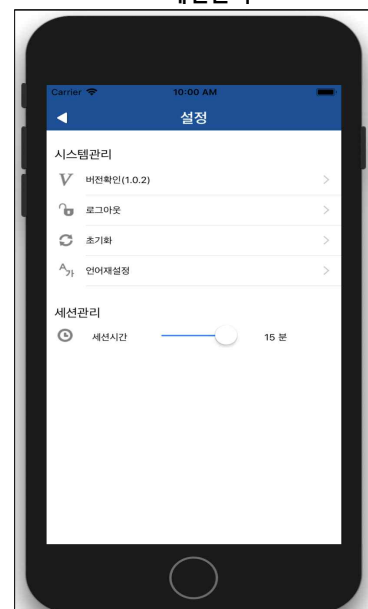 Carrier 10:00 AM
설정
시스템관리
V 버전확인(1.0.2)
로그아웃
초기화
A가 언어재설정
세션관리
세션시간 15 분